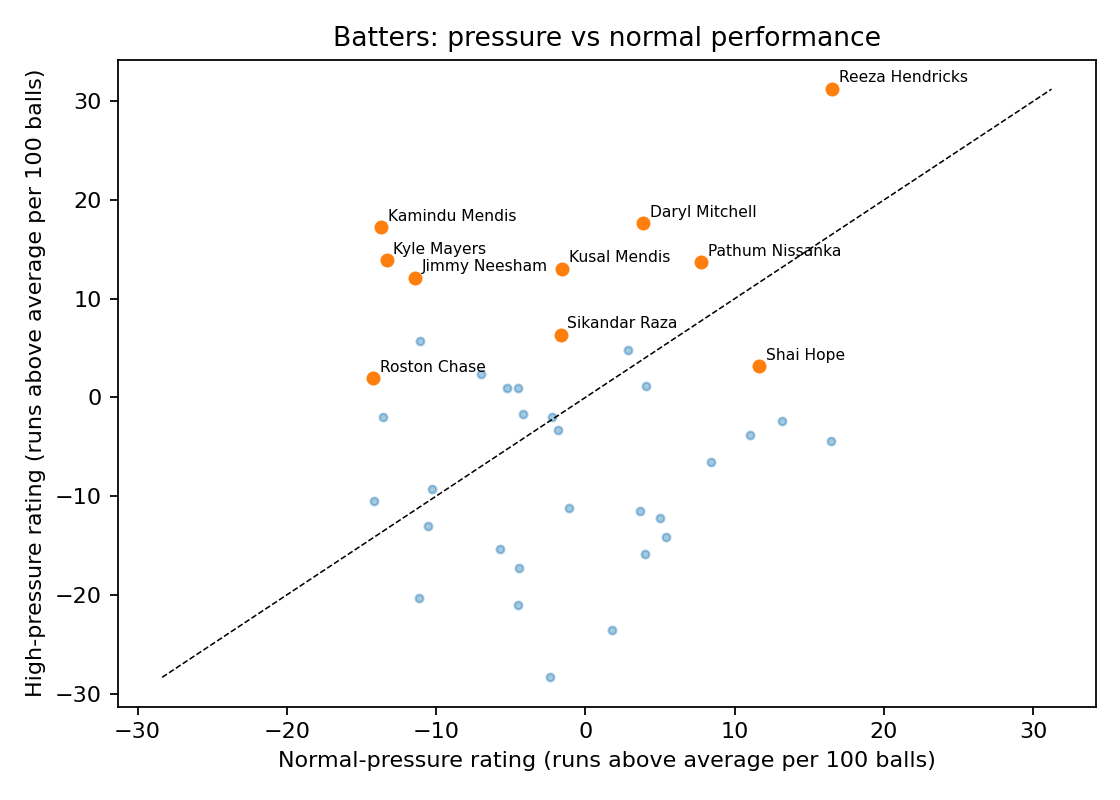 Batters: pressure vs normal performance
High-pressure rating (runs above average per 100 balls)
30
20
10
0
−10
−20
−30
Reeza Hendricks
Kamindu Mendis
Daryl Mitchell
Kyle Mayers
Pathum Nissanka
Kusal Mendis
Jimmy Neesham
Sikandar Raza
Shai Hope
Roston Chase
−30
−20
−10
0
10
20
30
Normal-pressure rating (runs above average per 100 balls)